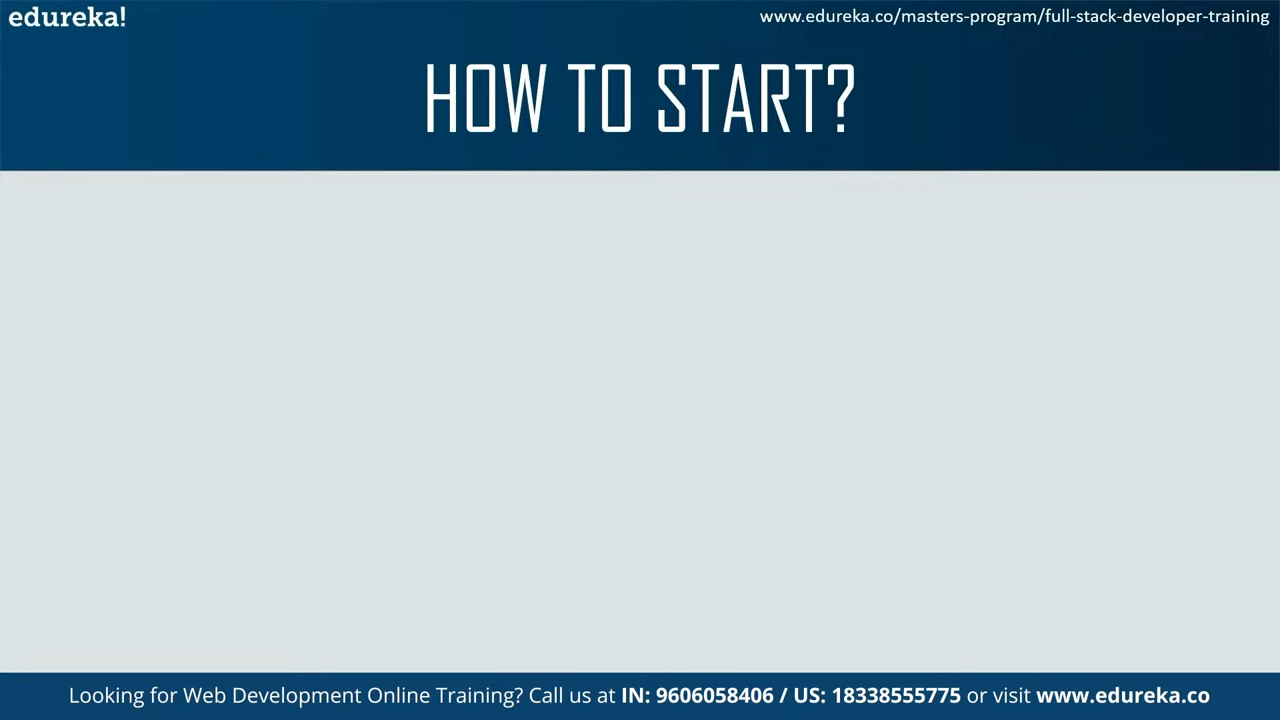 edureka!
www.edureka.co/masters-program/full-stack-developer-training
HOW TO START?
Looking for Web Development Online Training? Call us at IN: 9606058406 / US: 18338555775 or visit www.edureka.co